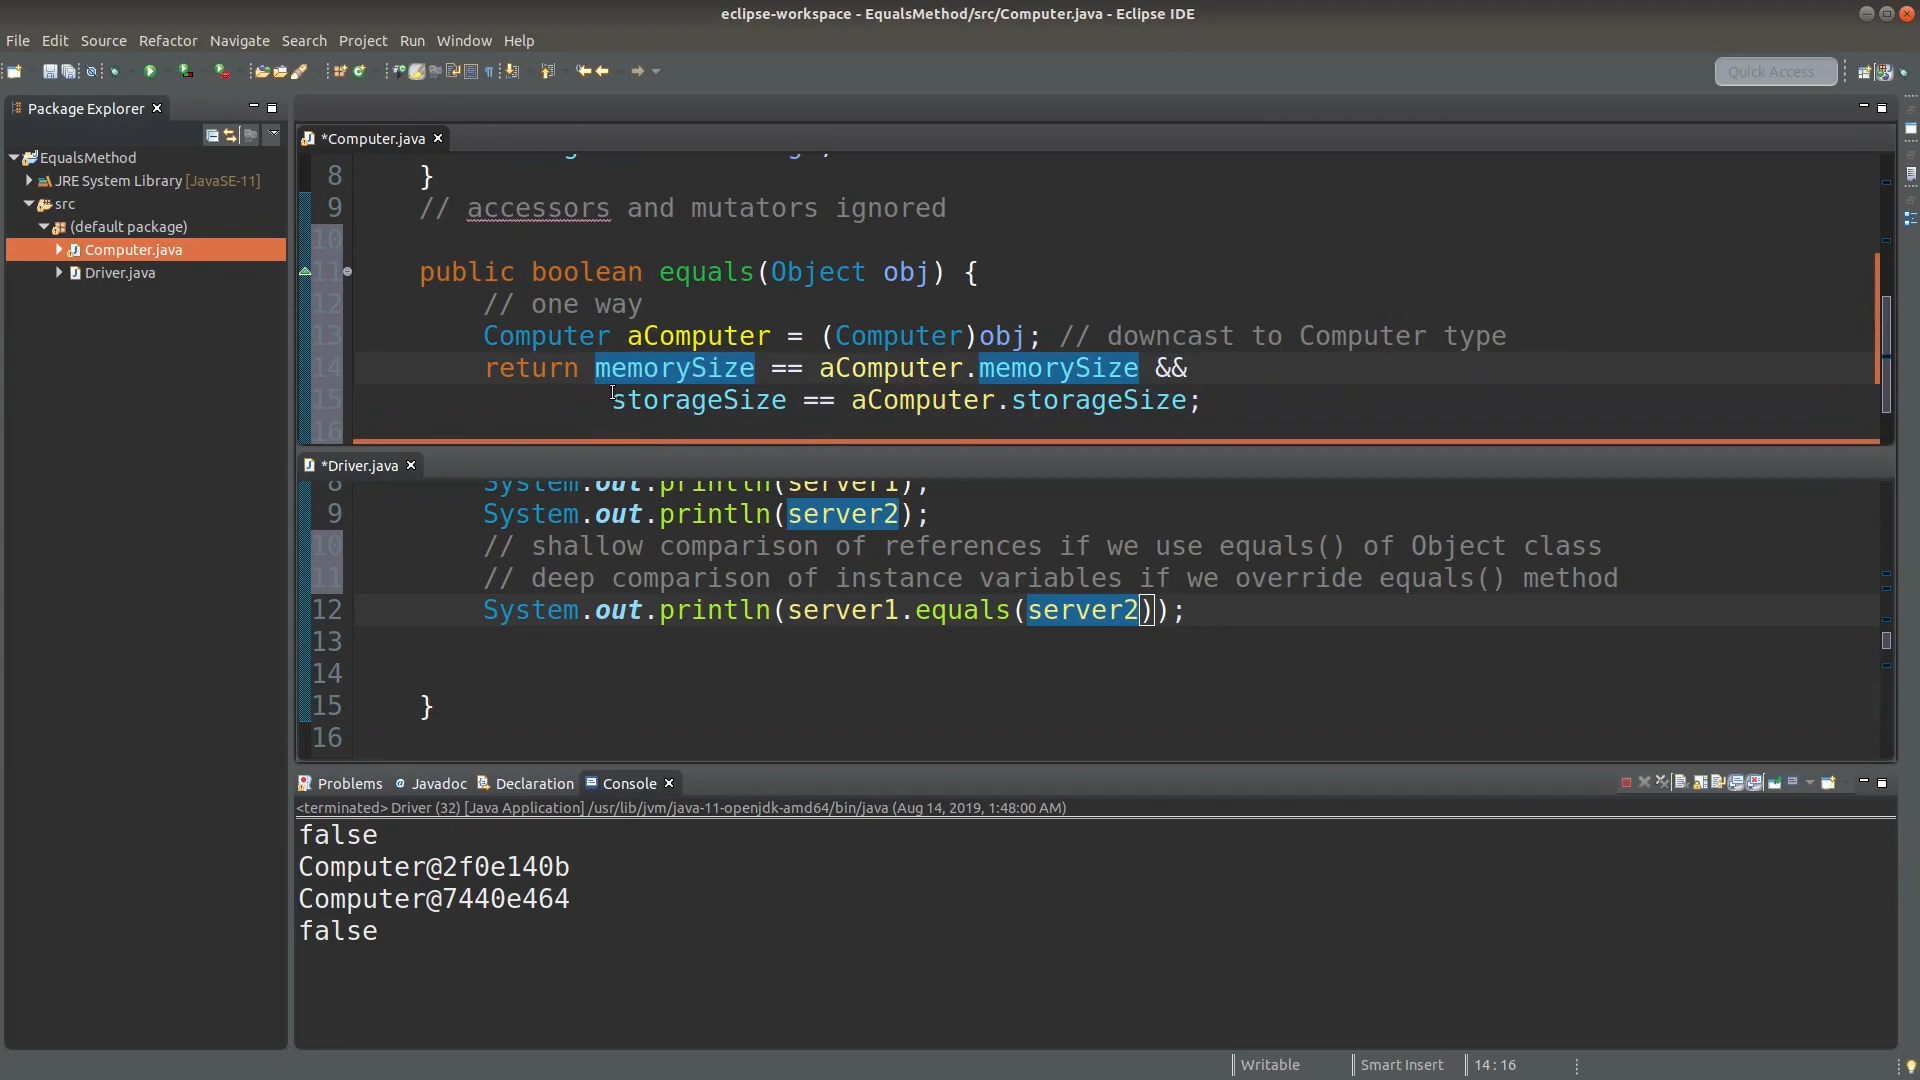 eclipse-workspace - EqualsMethod/src/Computer.java - Eclipse IDE
File Edit Source Refactor Navigate Search Project Run Window Help
Quick Access
Package Explorer
EqualsMethod
JRE System Library [JavaSE-11]
src
(default package)
Computer.java
Driver.java
*Computer.java
8 }
9 // accessors and mutators ignored
10
11 public boolean equals(Object obj) {
12 // one way
13 Computer aComputer = (Computer)obj; // downcast to Computer type
14 return memorySize == aComputer.memorySize &&
15 storageSize == aComputer.storageSize;
16
*Driver.java
8 System.out.println(server1);
9 System.out.println(server2);
10 // shallow comparison of references if we use equals() of Object class
11 // deep comparison of instance variables if we override equals() method
12 System.out.println(server1.equals(server2));
13
14
15 }
16
Problems Javadoc Declaration Console
<terminated> Driver (32) [Java Application] /usr/lib/jvm/java-11-openjdk-amd64/bin/java (Aug 14, 2019, 1:48:00 AM)
false
Computer@2f0e140b
Computer@7440e464
false
Writable Smart Insert 14:16